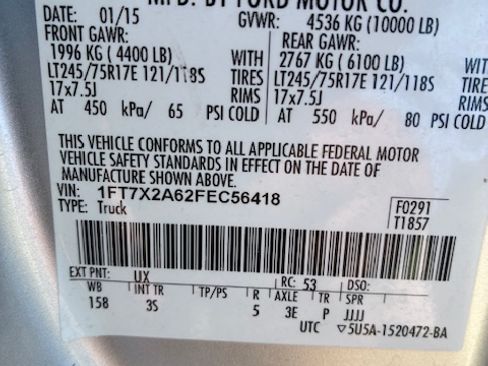 MFD. BY FORD MOTOR CO.
DATE: 01/15 GVWR: 4536 KG (10000 LB)
FRONT GAWR: REAR GAWR:
1996 KG (4400 LB) WITH 2767 KG (6100 LB) WITH
LT245/75R17E 121/118S TIRES LT245/75R17E 121/118S TIRE
17x7.5J RIMS 17x7.5J RIMS
AT 450 kPa/ 65 PSI COLD AT 550 kPa/ 80 PSI COLD
THIS VEHICLE CONFORMS TO ALL APPLICABLE FEDERAL MOTOR
VEHICLE SAFETY STANDARDS IN EFFECT ON THE DATE OF
MANUFACTURE SHOWN ABOVE.
VIN: 1FT7X2A62FEC56418
TYPE: Truck
F0291
T1857
EXT PNT: UX RC: 53 DSO:
WB INT TR TP/PS R AXLE TR SPR
158 3S 5 3E P JJJJ
UTC ▽5U5A-1520472-BA